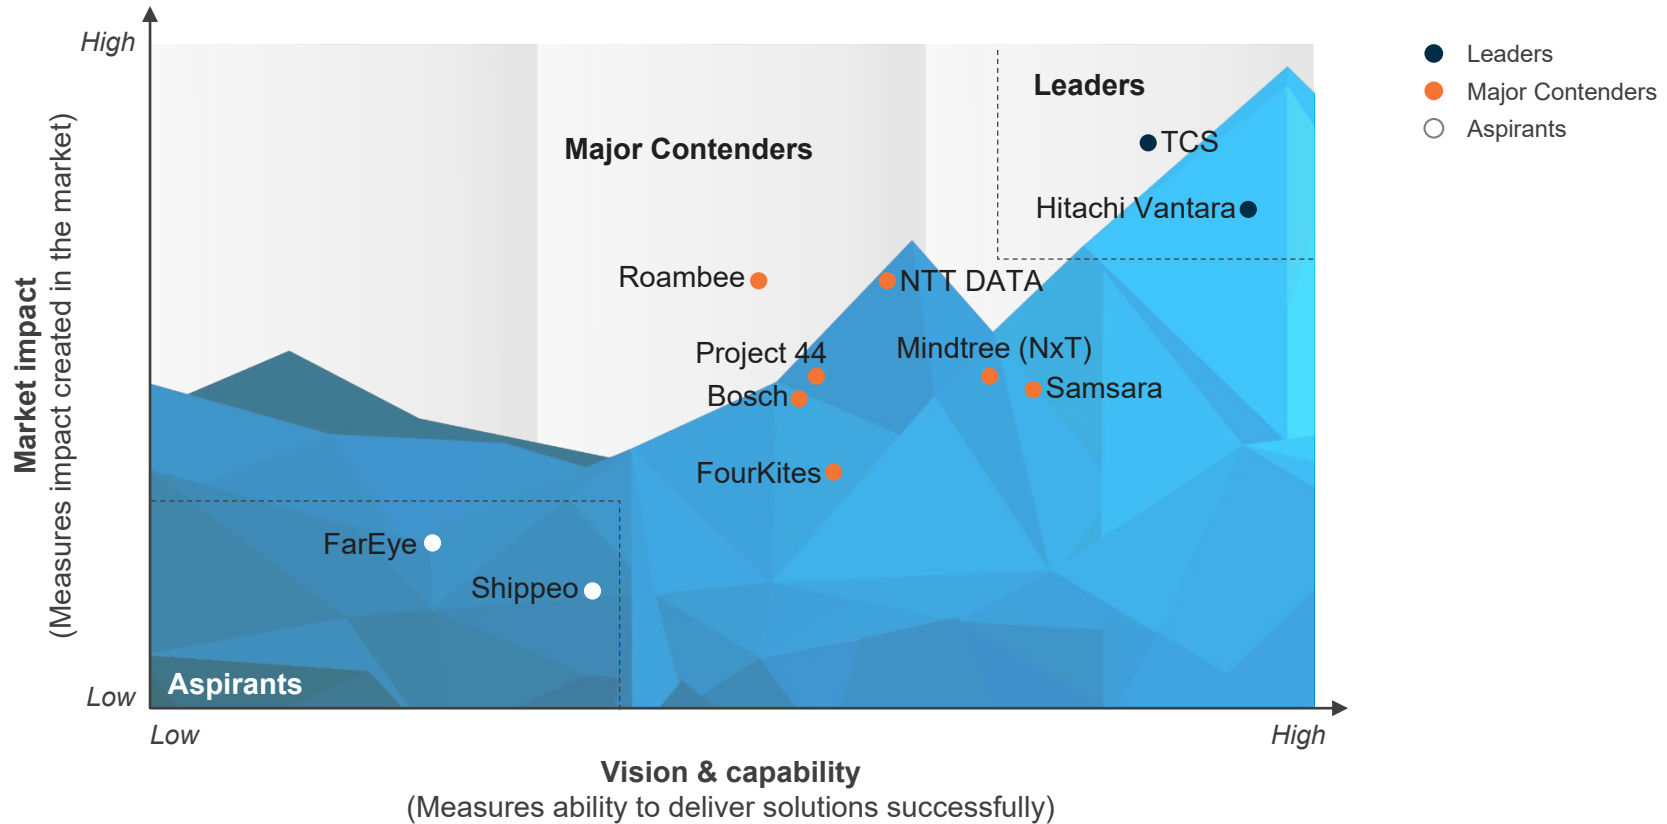 High
Leaders
Major Contenders
Aspirants
Leaders
TCS
Major Contenders
Hitachi Vantara
Roambee
NTT DATA
Project 44
Mindtree (NxT)
Bosch
Samsara
FourKites
FarEye
Shippeo
Aspirants
Market impact
(Measures impact created in the market)
Low
Low
High
Vision & capability
(Measures ability to deliver solutions successfully)